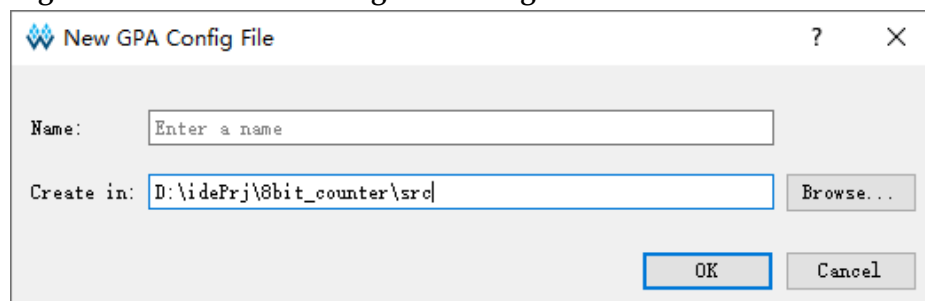 New GPA Config File
Name: Enter a name
Create in: D:\idePrj\8bit_counter\src Browse...
OK Cancel